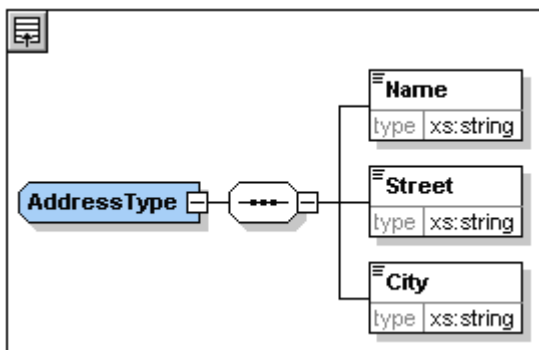 Name
type xs:string
AddressType
Street
type xs:string
City
type xs:string